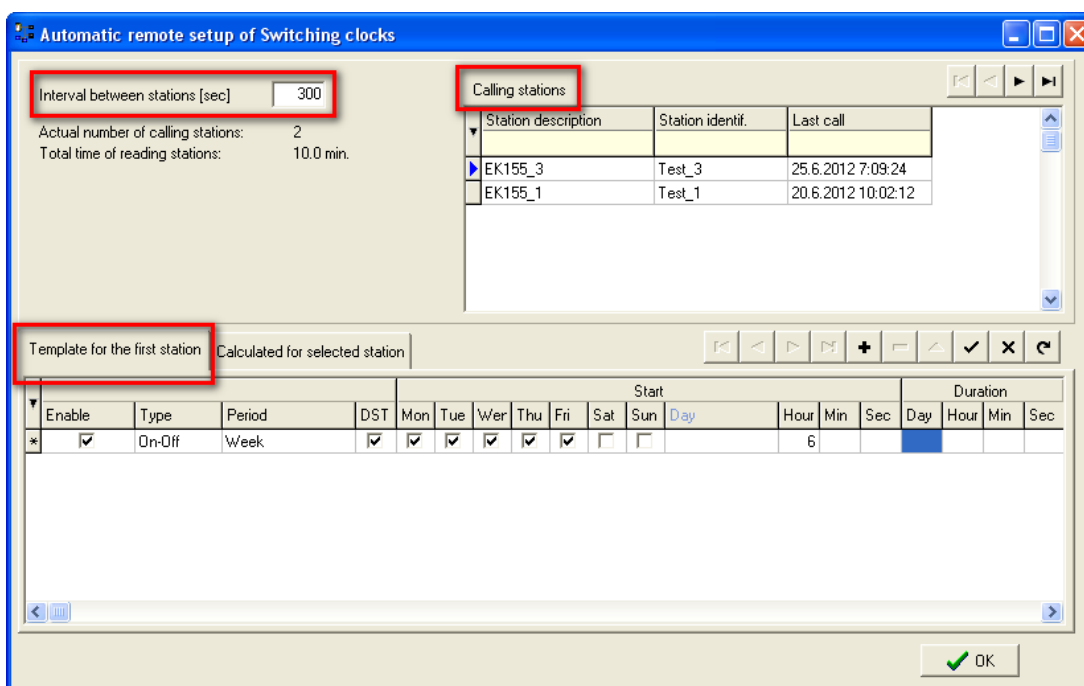 Automatic remote setup of Switching clocks
Interval between stations [sec] 300
Actual number of calling stations: 2
Total time of reading stations: 10.0 min.
Calling stations
Station description Station identif. Last call
EK155_3 Test_3 25.6.2012 7:09:24
EK155_1 Test_1 20.6.2012 10:02:12
Template for the first station Calculated for selected station
Start Duration
Enable Type Period DST Mon Tue Wer Thu Fri Sat Sun Day Hour Min Sec Day Hour Min Sec
* On-Off Week 6
OK